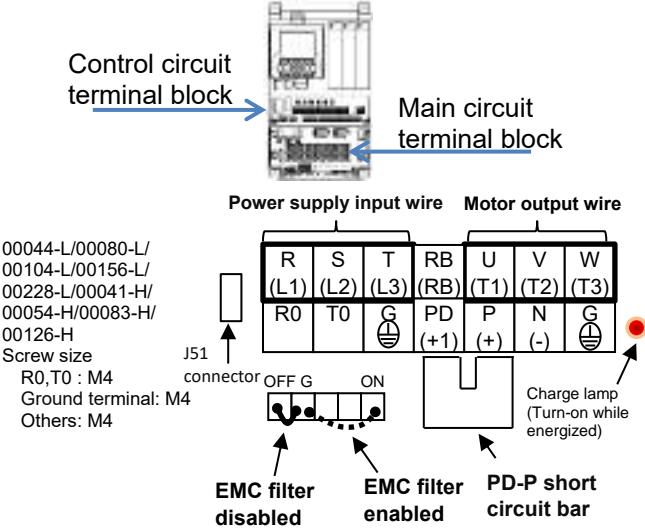 Control circuit
terminal block
Main circuit
terminal block
Power supply input wire
Motor output wire
00044-L/00080-L/
00104-L/00156-L/
00228-L/00041-H/
00054-H/00083-H/
00126-H
Screw size
R0,T0 : M4
Ground terminal: M4
Others: M4
J51
connector
R S T RB U V W
(L1) (L2) (L3) (RB) (T1) (T2) (T3)
R0 T0 G PD P N G
(+1) (+) (-)
OFF G ON
Charge lamp
(Turn-on while
energized)
EMC filter
disabled
EMC filter
enabled
PD-P short
circuit bar